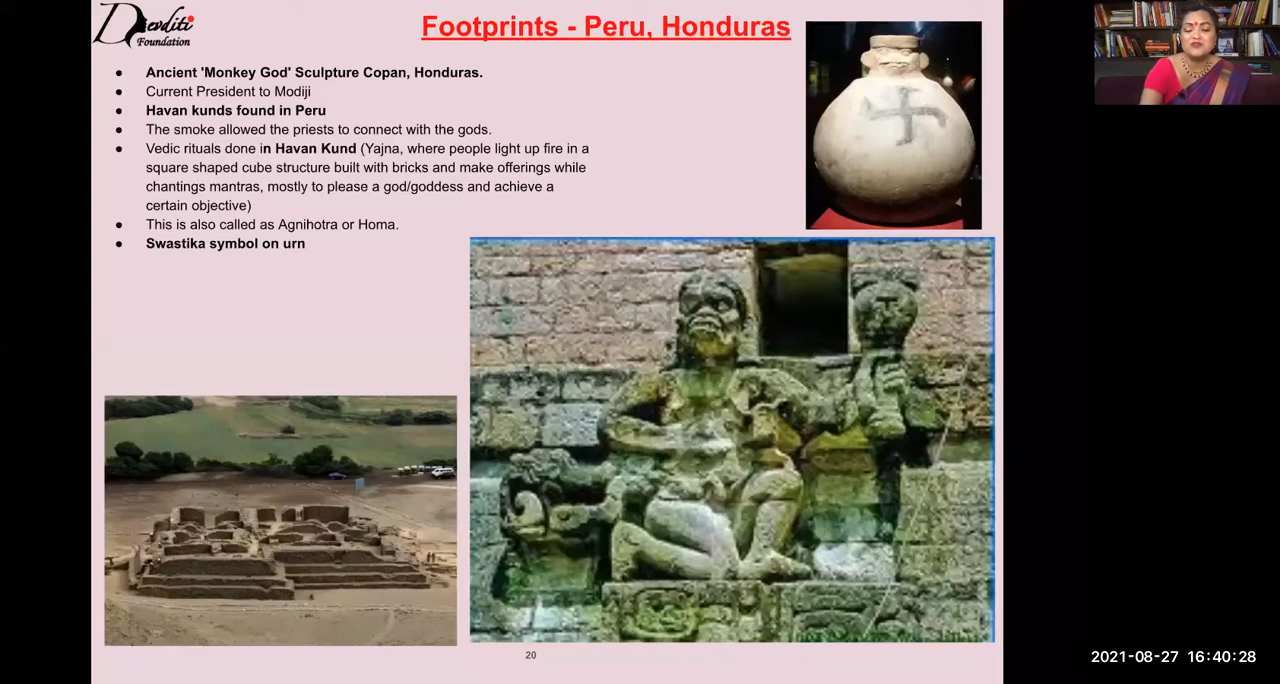 Devditi
Foundation
Footprints - Peru, Honduras
● Ancient 'Monkey God' Sculpture Copan, Honduras.
● Current President to Modiji
● Havan kunds found in Peru
● The smoke allowed the priests to connect with the gods.
● Vedic rituals done in Havan Kund (Yajna, where people light up fire in a
square shaped cube structure built with bricks and make offerings while
chantings mantras, mostly to please a god/goddess and achieve a
certain objective)
● This is also called as Agnihotra or Homa.
● Swastika symbol on urn
20
2021-08-27 16:40:28